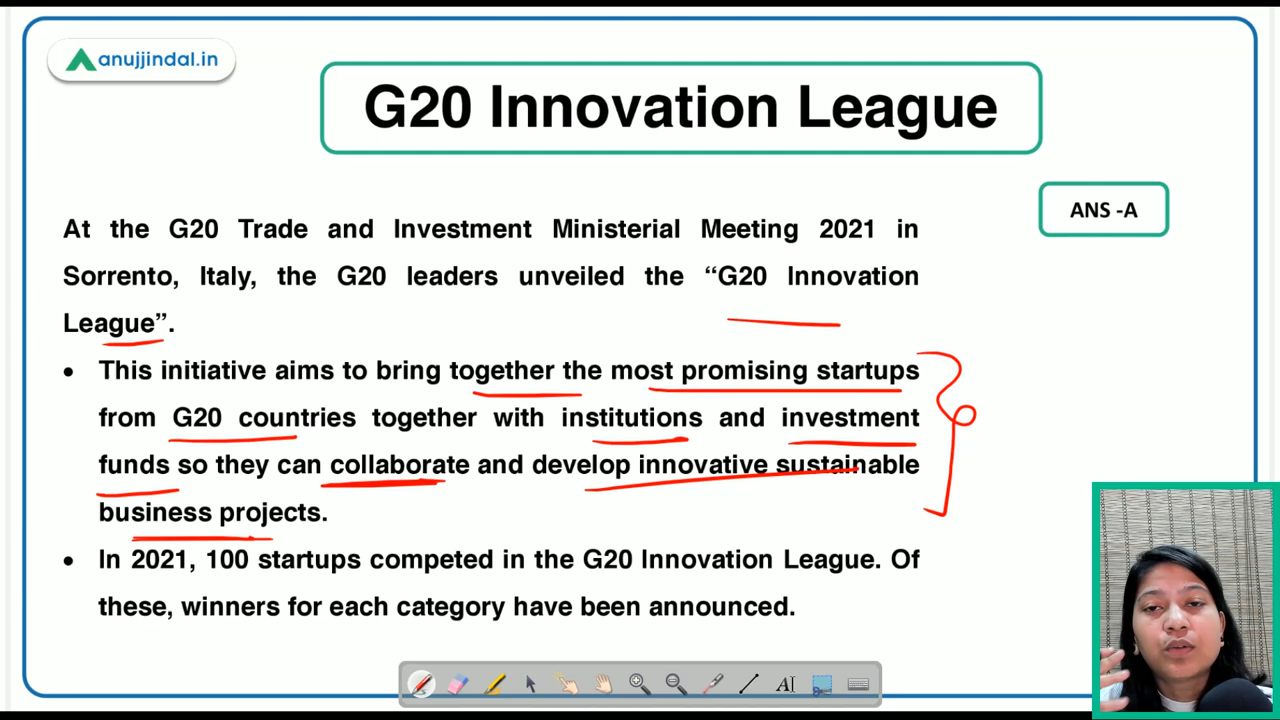 anujjindal.in
G20 Innovation League
ANS -A
At the G20 Trade and Investment Ministerial Meeting 2021 in
Sorrento, Italy, the G20 leaders unveiled the “G20 Innovation
League”.
• This initiative aims to bring together the most promising startups
from G20 countries together with institutions and investment
funds so they can collaborate and develop innovative sustainable
business projects.
• In 2021, 100 startups competed in the G20 Innovation League. Of
these, winners for each category have been announced.
AI